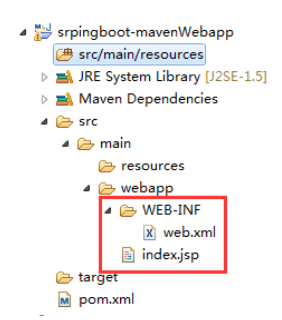 srpingboot-mavenWebapp
src/main/resources
JRE System Library [J2SE-1.5]
Maven Dependencies
src
main
resources
webapp
WEB-INF
web.xml
index.jsp
target
pom.xml